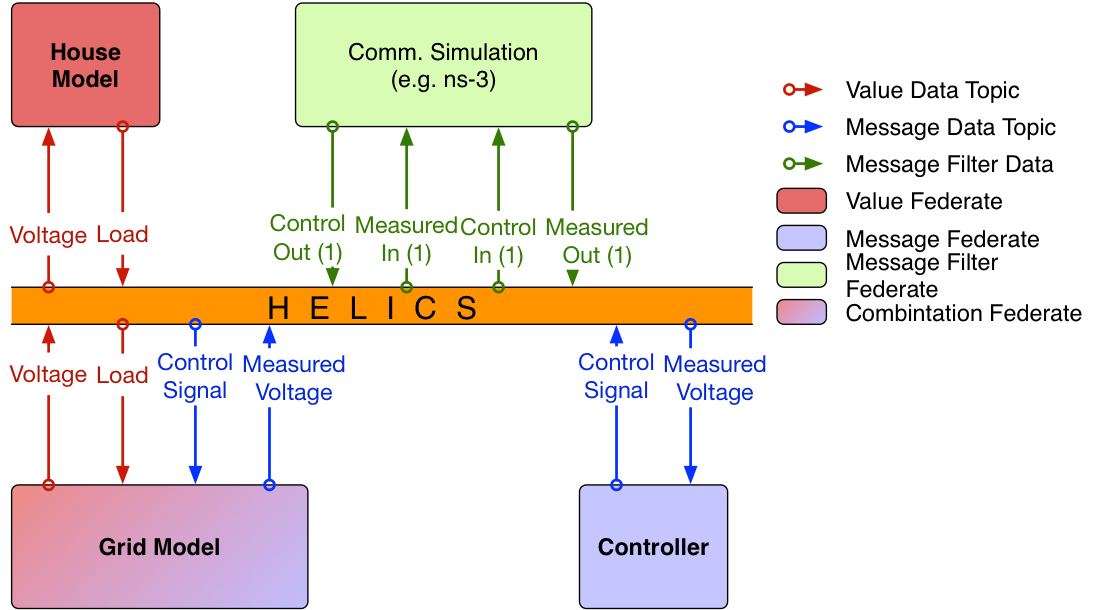 House
Model
Comm. Simulation
(e.g. ns-3)
Value Data Topic
Message Data Topic
Message Filter Data
Value Federate
Message Federate
Message Filter
Federate
Combintation Federate
Voltage
Load
Control
Out (1)
Measured
In (1)
Control
In (1)
Measured
Out (1)
H E L I C S
Voltage
Load
Control
Signal
Measured
Voltage
Control
Signal
Measured
Voltage
Grid Model
Controller